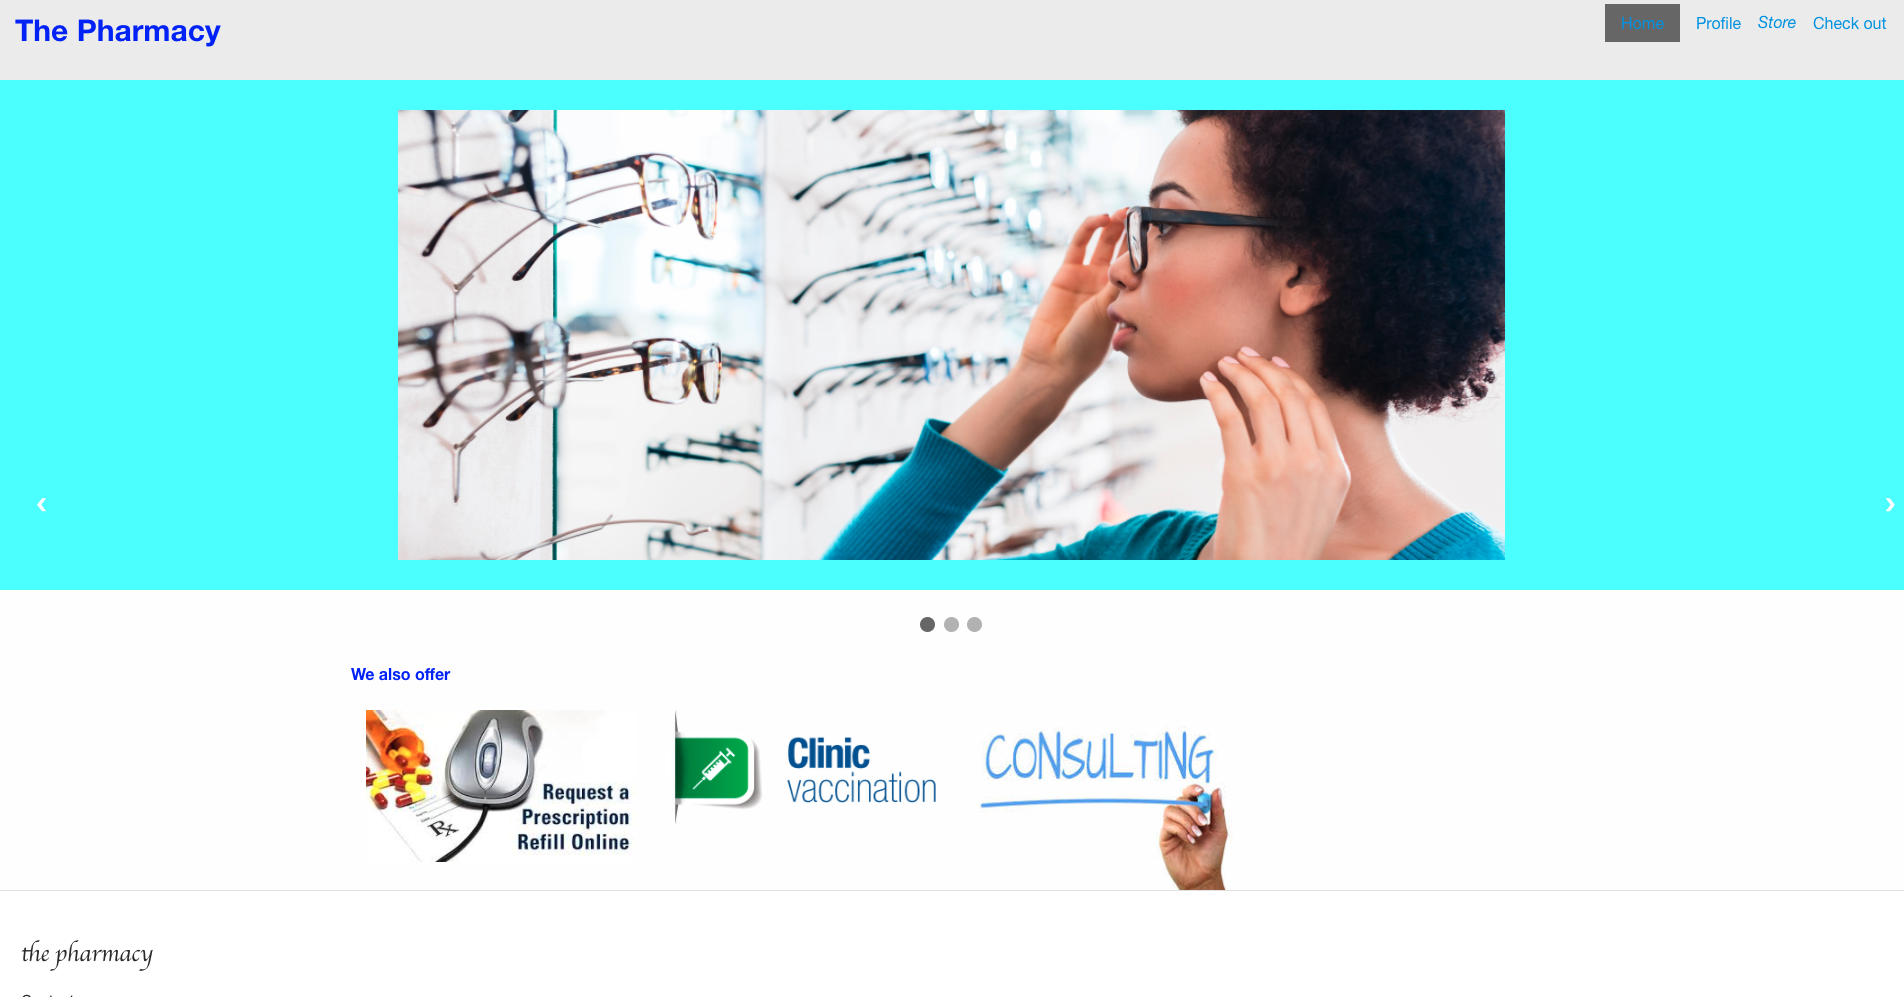 The Pharmacy
Home Profile Store Check out
❮ ❯
We also offer
Request a
Prescription
Refill Online
Rx
Clinic
vaccination
CONSULTING
the pharmacy